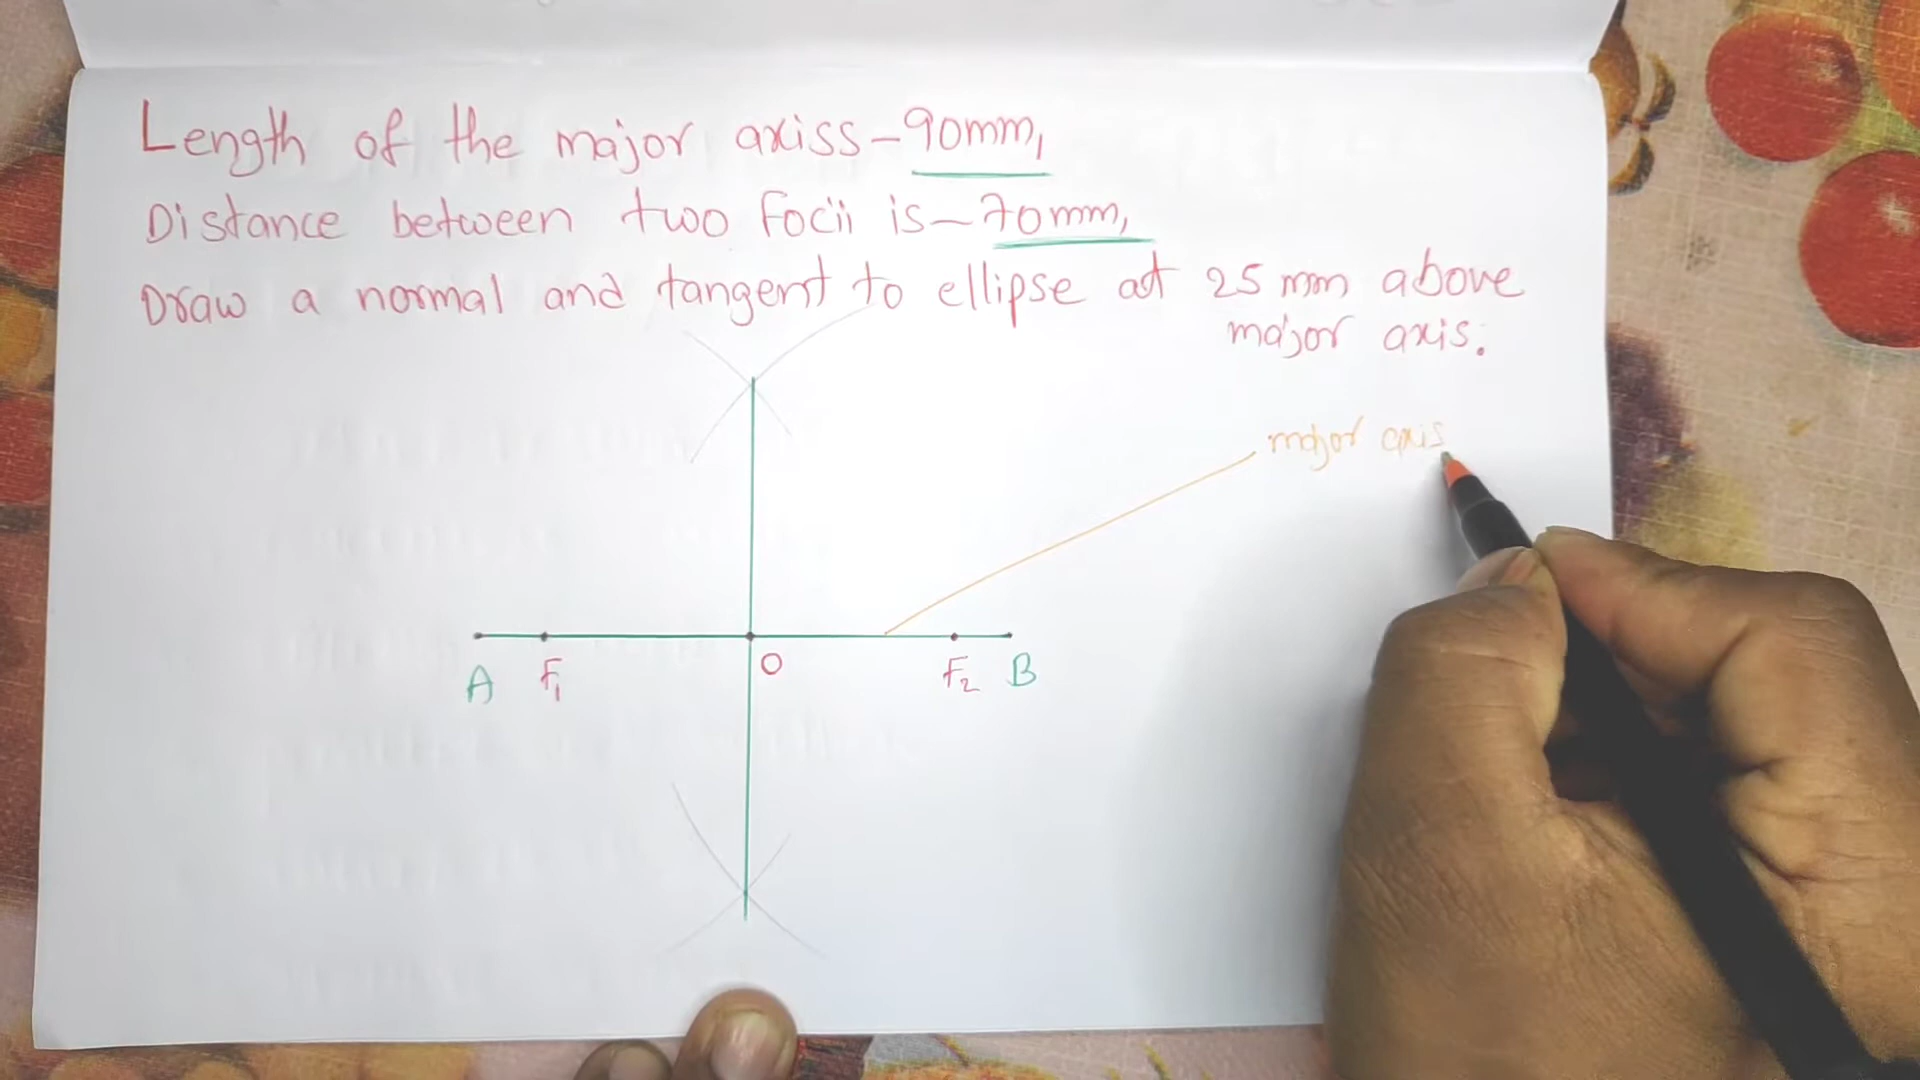 Length of the major axiss-90mm,
Distance between two Focii is-70mm,
Draw a normal and tangent to ellipse at 25 mm above
major axis.
major axis
O
A F1 F2 B